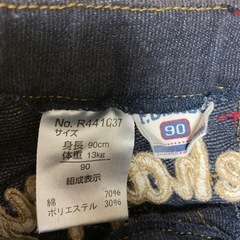 No. R441037
サイズ
身長 90cm
体重 13kg
90
組成表示
綿 70%
ポリエステル 30%
90